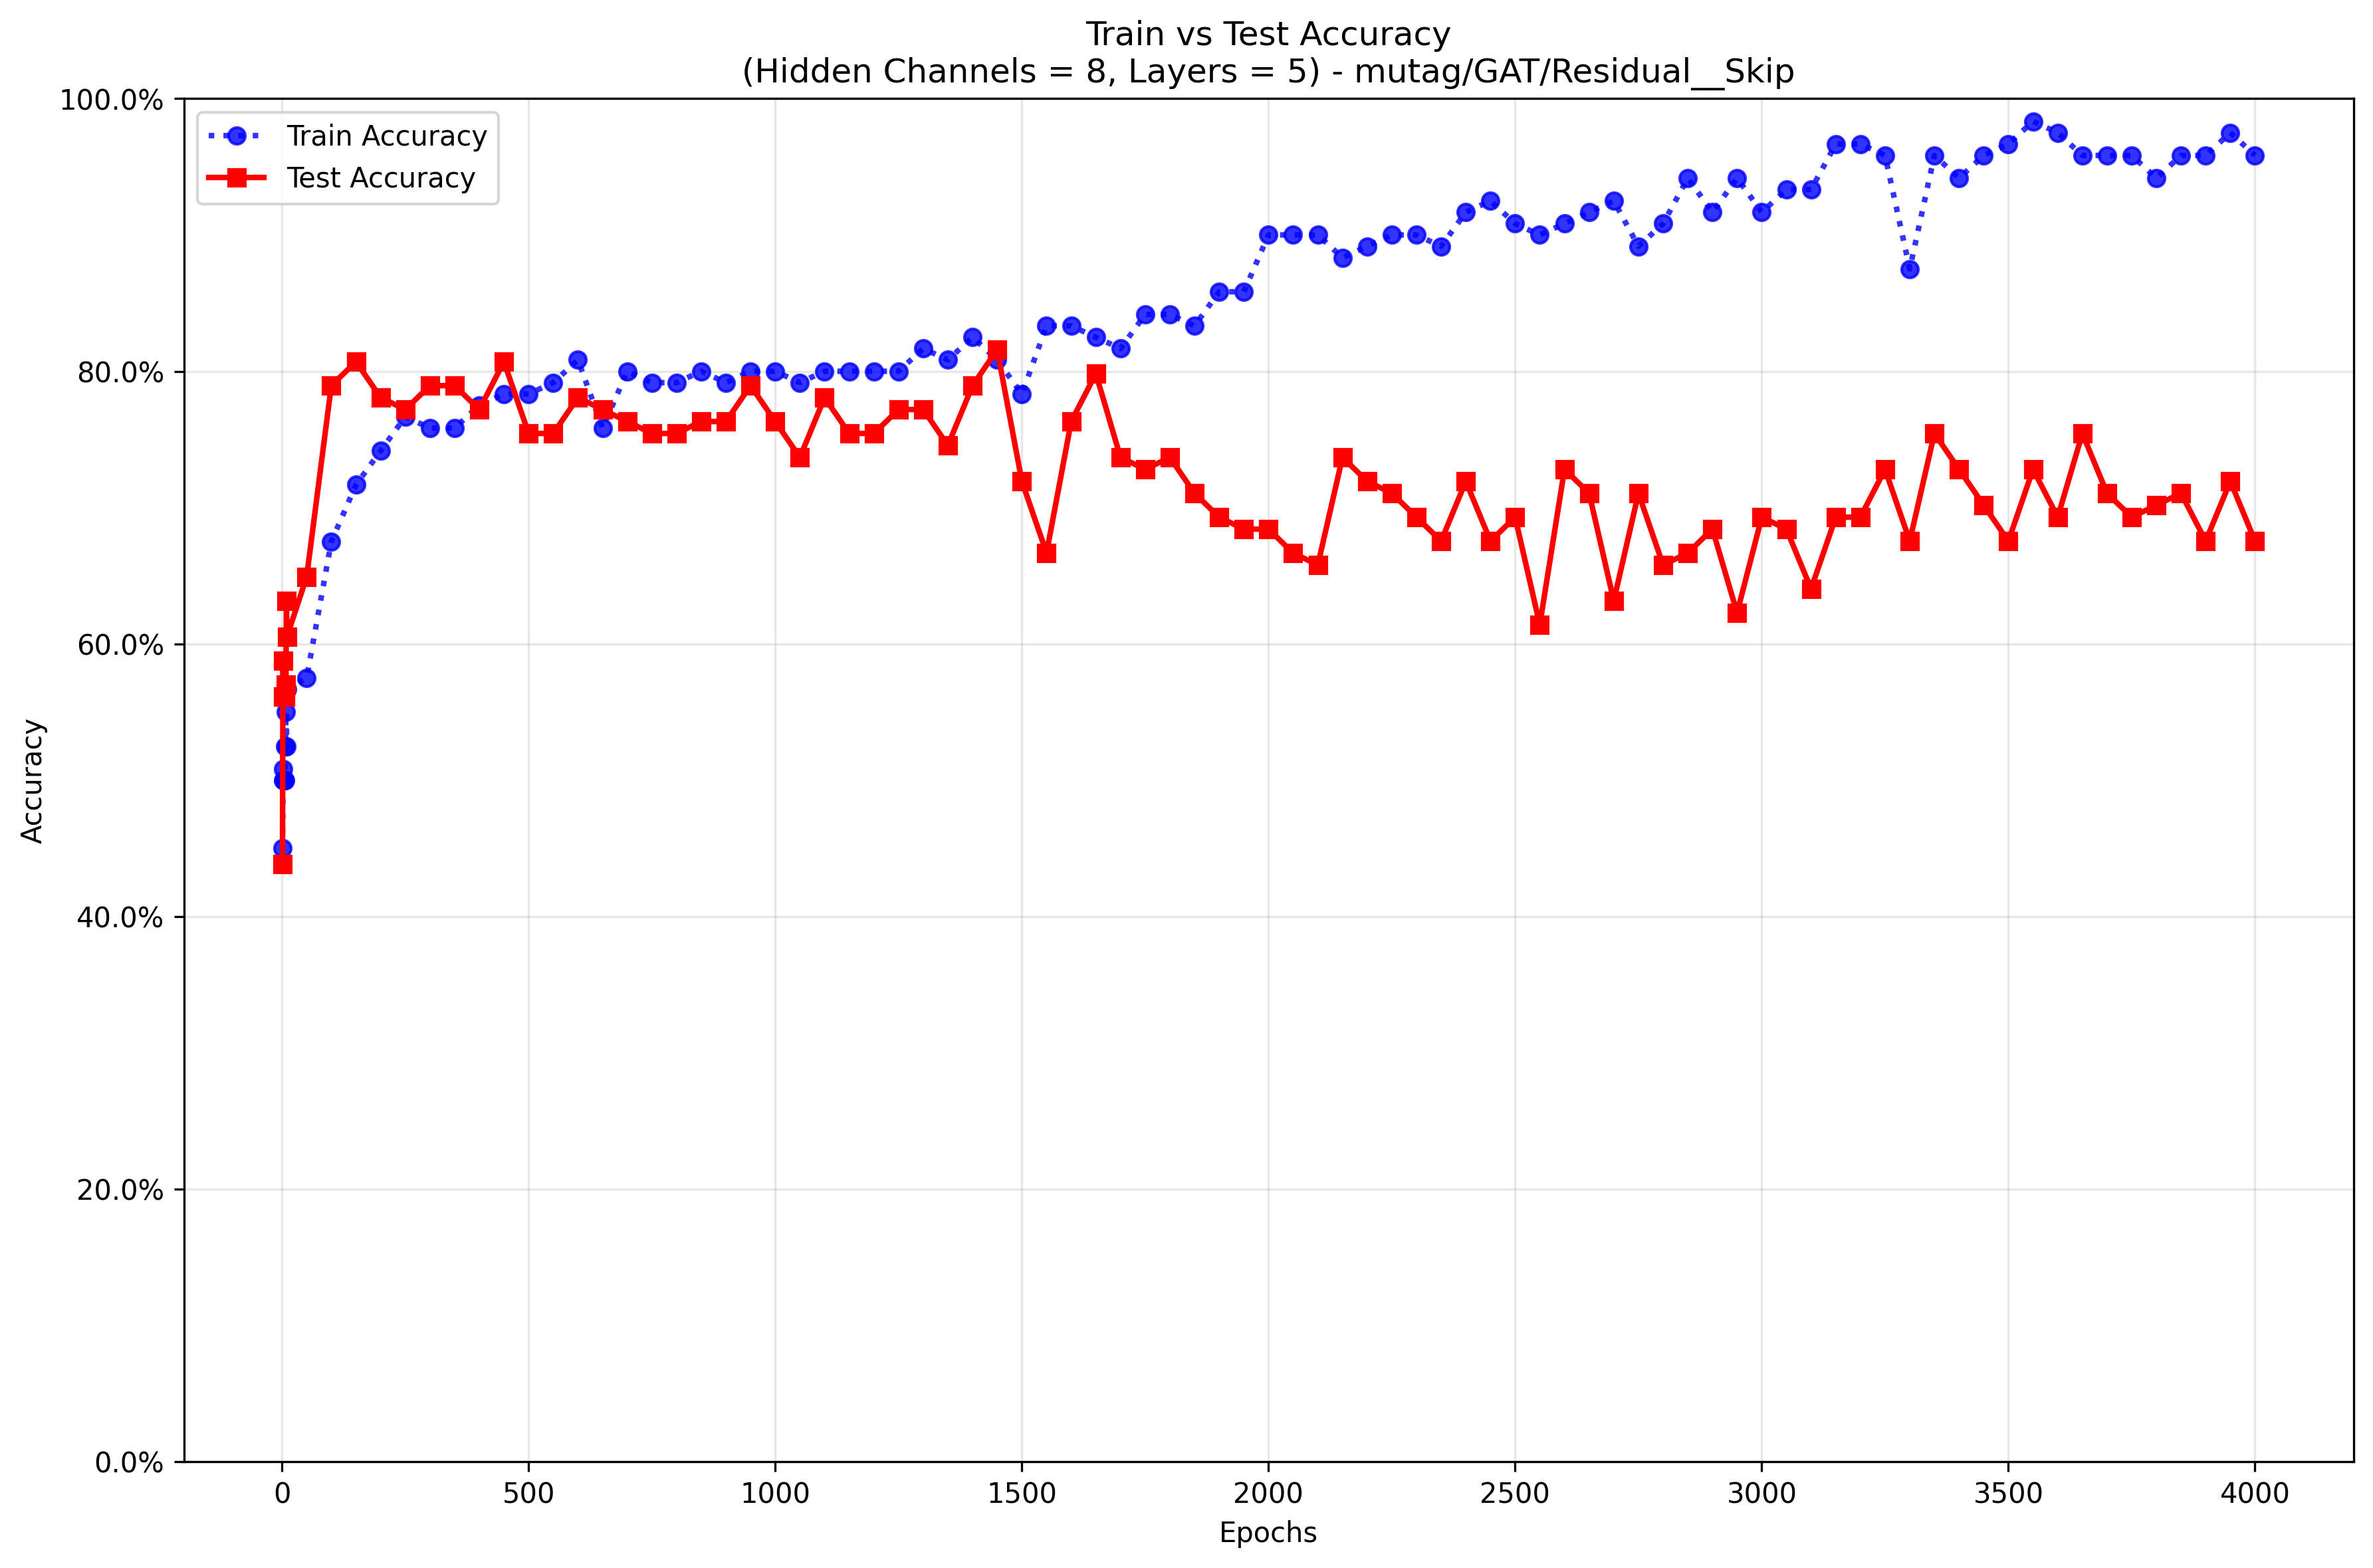 Train vs Test Accuracy
(Hidden Channels = 8, Layers = 5) - mutag/GAT/Residual__Skip
Train Accuracy
Test Accuracy
100.0%
80.0%
60.0%
40.0%
20.0%
0.0%
Accuracy
0 500 1000 1500 2000 2500 3000 3500 4000
Epochs